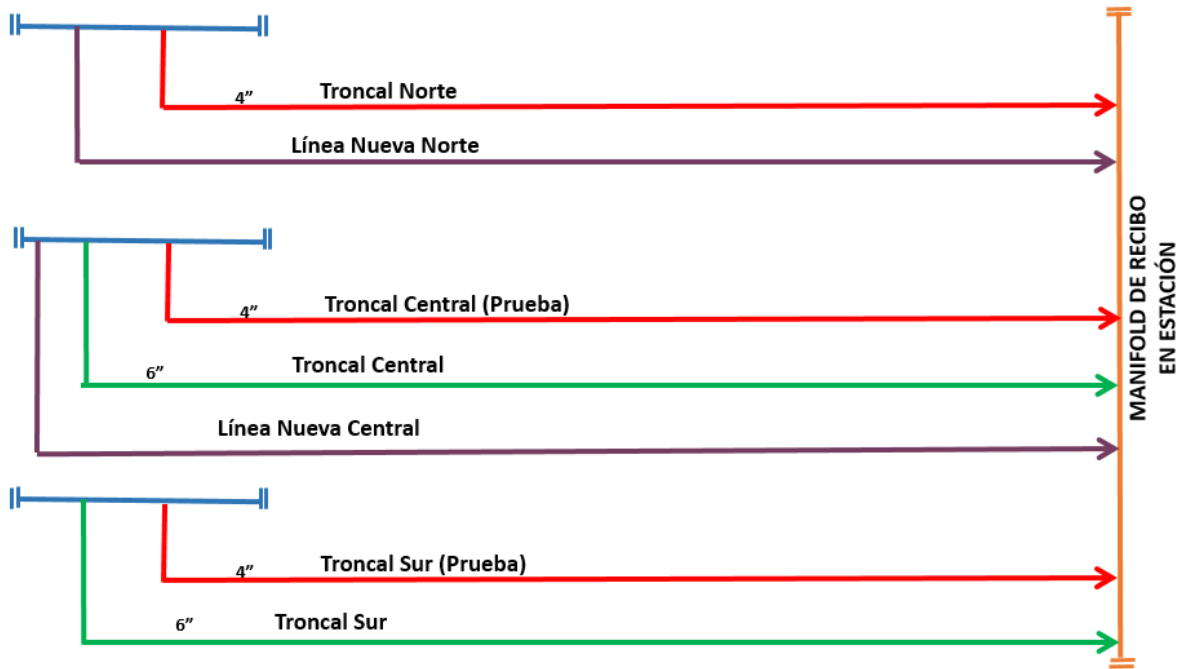 Troncal Norte
4”
Línea Nueva Norte
Troncal Central (Prueba)
4”
Troncal Central
6”
Línea Nueva Central
Troncal Sur (Prueba)
4”
Troncal Sur
6”
MANIFOLD DE RECIBO
EN ESTACIÓN